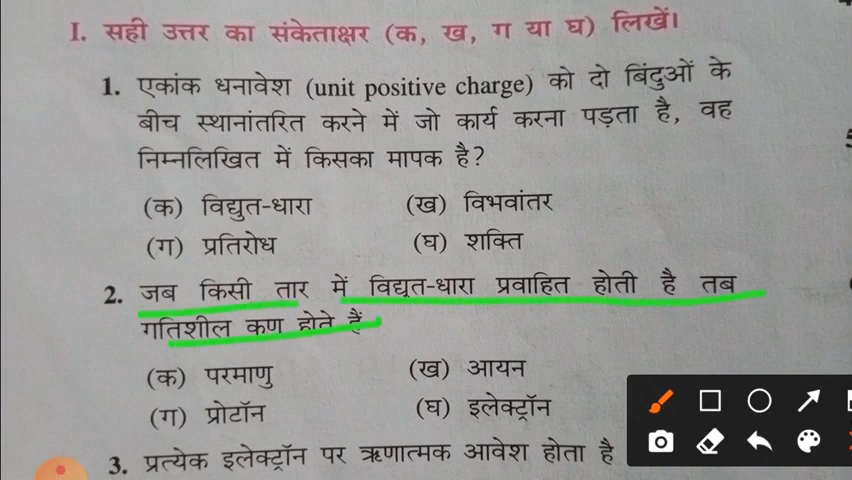 I. सही उत्तर का संकेताक्षर (क, ख, ग या घ) लिखें।
1. एकांक धनावेश (unit positive charge) को दो बिंदुओं के
बीच स्थानांतरित करने में जो कार्य करना पड़ता है, वह
निम्नलिखित में किसका मापक है?
(क) विद्युत-धारा (ख) विभवांतर
(ग) प्रतिरोध (घ) शक्ति
2. जब किसी तार में विद्युत-धारा प्रवाहित होती है तब
गतिशील कण होते हैं
(क) परमाणु (ख) आयन
(ग) प्रोटॉन (घ) इलेक्ट्रॉन
3. प्रत्येक इलेक्ट्रॉन पर ऋणात्मक आवेश होता है